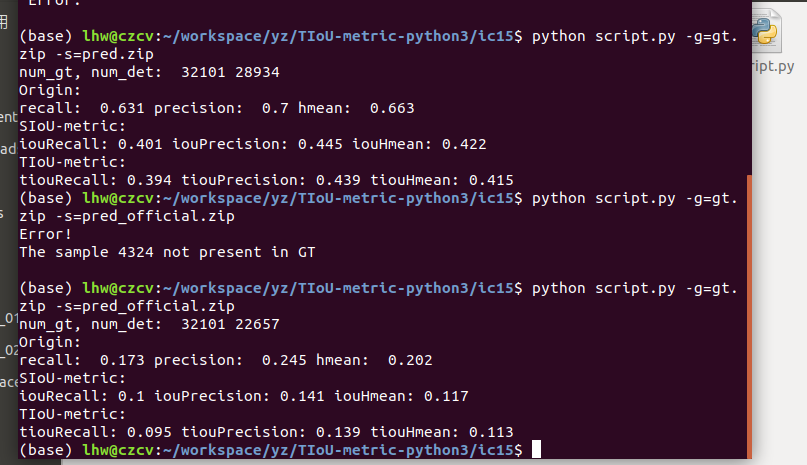 Error.
用
(base) lhw@czcv:~/workspace/yz/TIoU-metric-python3/ic15$ python script.py -g=gt.
zip -s=pred.zip
num_gt, num_det:  32101 28934
Origin:
recall:  0.631 precision:  0.7 hmean:  0.663
SIoU-metric:
iouRecall: 0.401 iouPrecision: 0.445 iouHmean: 0.422
TIoU-metric:
tiouRecall: 0.394 tiouPrecision: 0.439 tiouHmean: 0.415
(base) lhw@czcv:~/workspace/yz/TIoU-metric-python3/ic15$ python script.py -g=gt.
zip -s=pred_official.zip
Error!
The sample 4324 not present in GT
(base) lhw@czcv:~/workspace/yz/TIoU-metric-python3/ic15$ python script.py -g=gt.
zip -s=pred_official.zip
num_gt, num_det:  32101 22657
Origin:
recall:  0.173 precision:  0.245 hmean:  0.202
SIoU-metric:
iouRecall: 0.1 iouPrecision: 0.141 iouHmean: 0.117
TIoU-metric:
tiouRecall: 0.095 tiouPrecision: 0.139 tiouHmean: 0.113
(base) lhw@czcv:~/workspace/yz/TIoU-metric-python3/ic15$
ript.py
ent
ad
s
_01
_02
ace